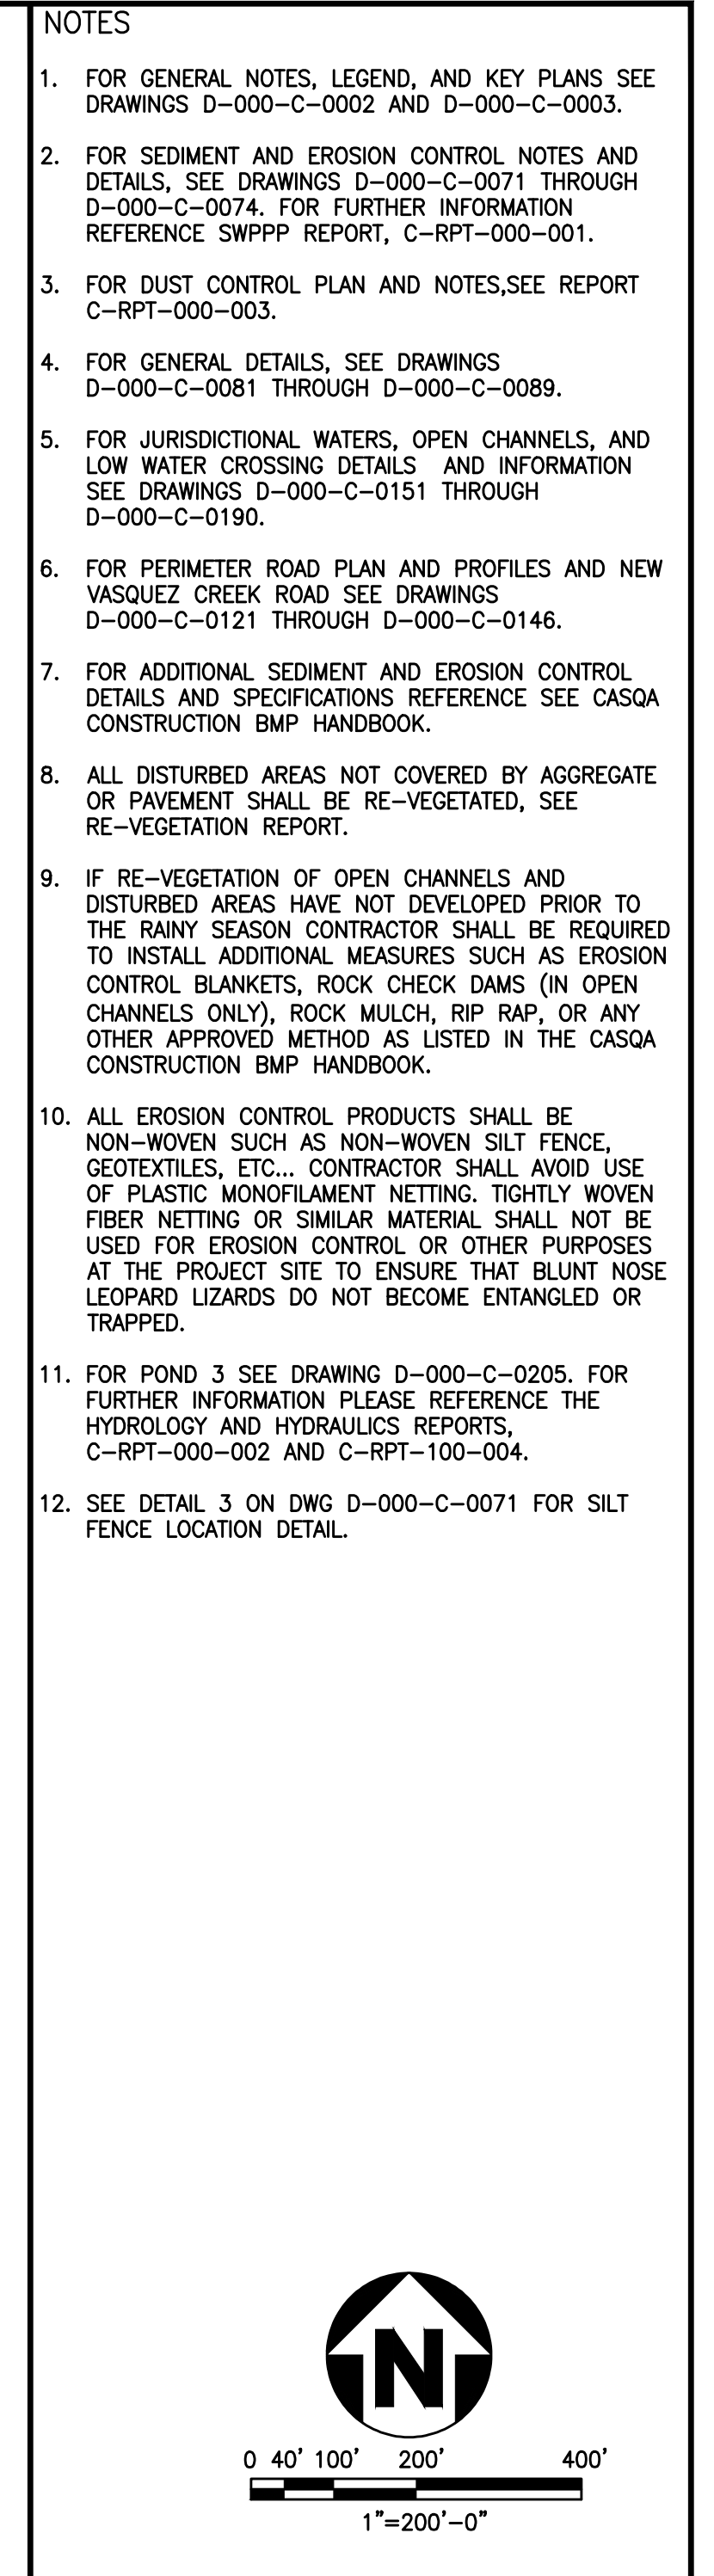 NOTES
1. FOR GENERAL NOTES, LEGEND, AND KEY PLANS SEE
DRAWINGS D-000-C-0002 AND D-000-C-0003.
2. FOR SEDIMENT AND EROSION CONTROL NOTES AND
DETAILS, SEE DRAWINGS D-000-C-0071 THROUGH
D-000-C-0074. FOR FURTHER INFORMATION
REFERENCE SWPPP REPORT, C-RPT-000-001.
3. FOR DUST CONTROL PLAN AND NOTES,SEE REPORT
C-RPT-000-003.
4. FOR GENERAL DETAILS, SEE DRAWINGS
D-000-C-0081 THROUGH D-000-C-0089.
5. FOR JURISDICTIONAL WATERS, OPEN CHANNELS, AND
LOW WATER CROSSING DETAILS AND INFORMATION
SEE DRAWINGS D-000-C-0151 THROUGH
D-000-C-0190.
6. FOR PERIMETER ROAD PLAN AND PROFILES AND NEW
VASQUEZ CREEK ROAD SEE DRAWINGS
D-000-C-0121 THROUGH D-000-C-0146.
7. FOR ADDITIONAL SEDIMENT AND EROSION CONTROL
DETAILS AND SPECIFICATIONS REFERENCE SEE CASQA
CONSTRUCTION BMP HANDBOOK.
8. ALL DISTURBED AREAS NOT COVERED BY AGGREGATE
OR PAVEMENT SHALL BE RE-VEGETATED, SEE
RE-VEGETATION REPORT.
9. IF RE-VEGETATION OF OPEN CHANNELS AND
DISTURBED AREAS HAVE NOT DEVELOPED PRIOR TO
THE RAINY SEASON CONTRACTOR SHALL BE REQUIRED
TO INSTALL ADDITIONAL MEASURES SUCH AS EROSION
CONTROL BLANKETS, ROCK CHECK DAMS (IN OPEN
CHANNELS ONLY), ROCK MULCH, RIP RAP, OR ANY
OTHER APPROVED METHOD AS LISTED IN THE CASQA
CONSTRUCTION BMP HANDBOOK.
10. ALL EROSION CONTROL PRODUCTS SHALL BE
NON-WOVEN SUCH AS NON-WOVEN SILT FENCE,
GEOTEXTILES, ETC... CONTRACTOR SHALL AVOID USE
OF PLASTIC MONOFILAMENT NETTING. TIGHTLY WOVEN
FIBER NETTING OR SIMILAR MATERIAL SHALL NOT BE
USED FOR EROSION CONTROL OR OTHER PURPOSES
AT THE PROJECT SITE TO ENSURE THAT BLUNT NOSE
LEOPARD LIZARDS DO NOT BECOME ENTANGLED OR
TRAPPED.
11. FOR POND 3 SEE DRAWING D-000-C-0205. FOR
FURTHER INFORMATION PLEASE REFERENCE THE
HYDROLOGY AND HYDRAULICS REPORTS,
C-RPT-000-002 AND C-RPT-100-004.
12. SEE DETAIL 3 ON DWG D-000-C-0071 FOR SILT
FENCE LOCATION DETAIL.
N
0 40' 100' 200' 400'
1"=200'-0"